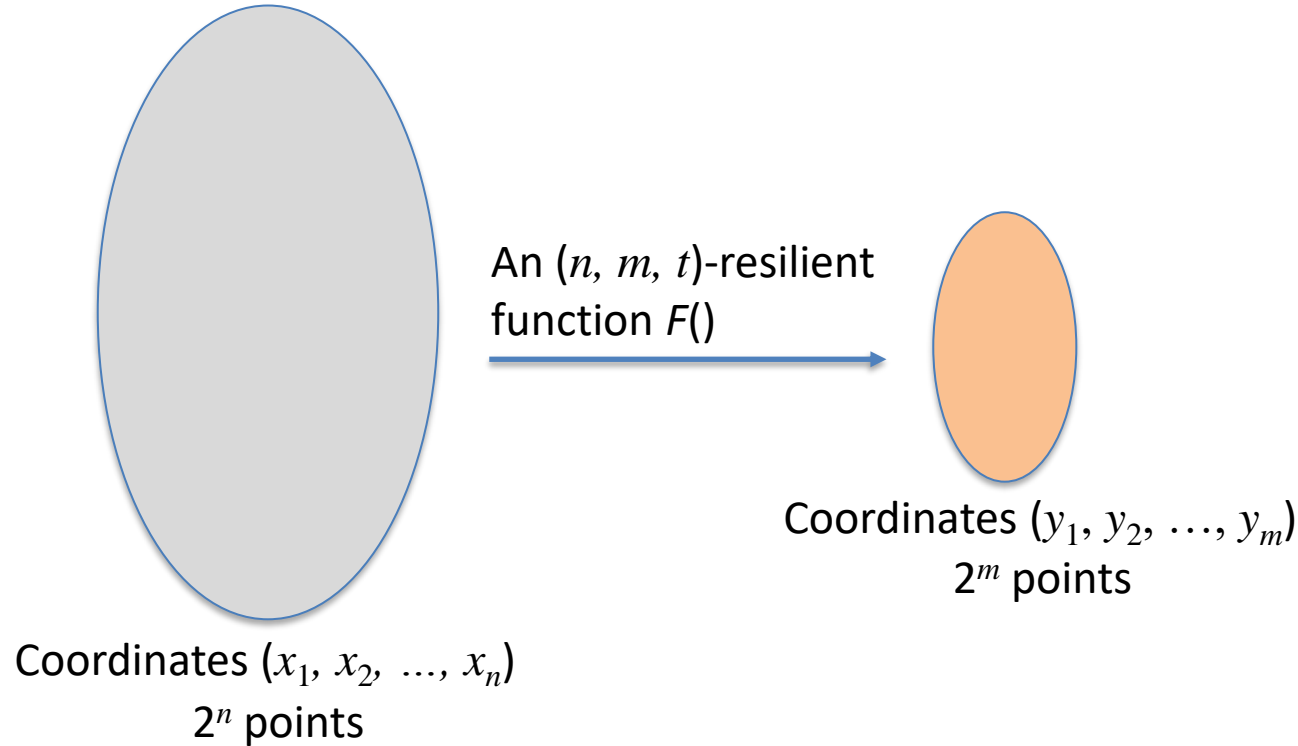 An (n, m, t)-resilient
function F()
Coordinates (y₁, y₂, …, yₘ)
2ᵐ points
Coordinates (x₁, x₂, …, xₙ)
2ⁿ points